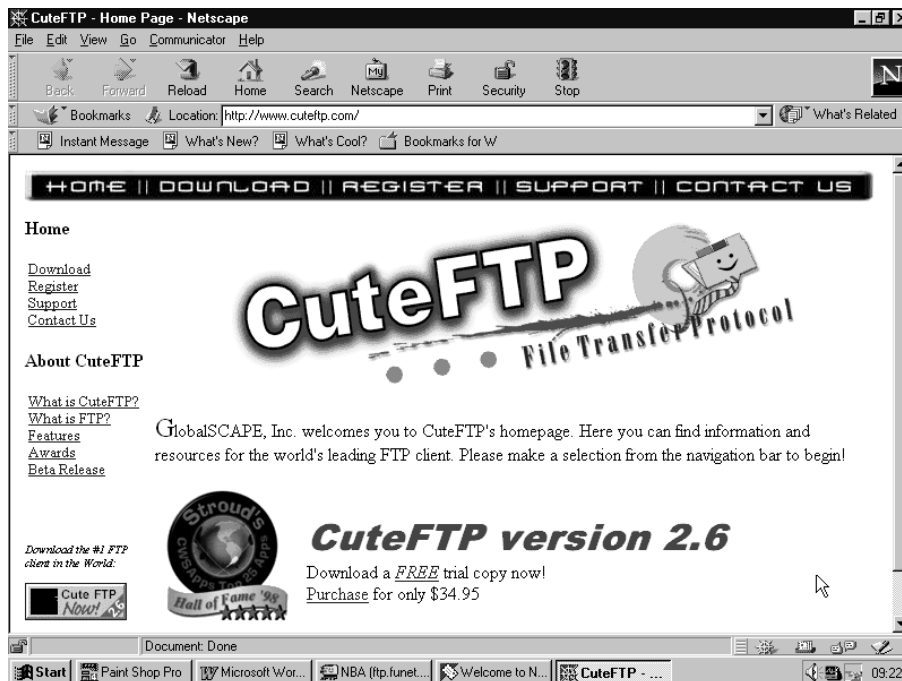 CuteFTP - Home Page - Netscape
File Edit View Go Communicator Help
Back Forward Reload Home Search Netscape Print Security Stop
My
N
Bookmarks Location: http://www.cuteftp.com/ What's Related
Instant Message What's New? What's Cool? Bookmarks for W
HOME || DOWNLOAD || REGISTER || SUPPORT || CONTACT US
Home
Download
Register
Support
Contact Us
About CuteFTP
What is CuteFTP?
What is FTP?
Features
Awards
Beta Release
Download the #1 FTP
client in the World:
Cute FTP
Now!
CuteFTP
File Transfer Protocol
GlobalSCAPE, Inc. welcomes you to CuteFTP's homepage. Here you can find information and
resources for the world's leading FTP client. Please make a selection from the navigation bar to begin!
Stroud's
CWSApps Top 25 Apps
Hall of Fame '98
CuteFTP version 2.6
Download a FREE trial copy now!
Purchase for only $34.95
Document: Done
Start Paint Shop Pro Microsoft Wor... NBA (ftp.funet.... Welcome to N... CuteFTP - ... 09:22